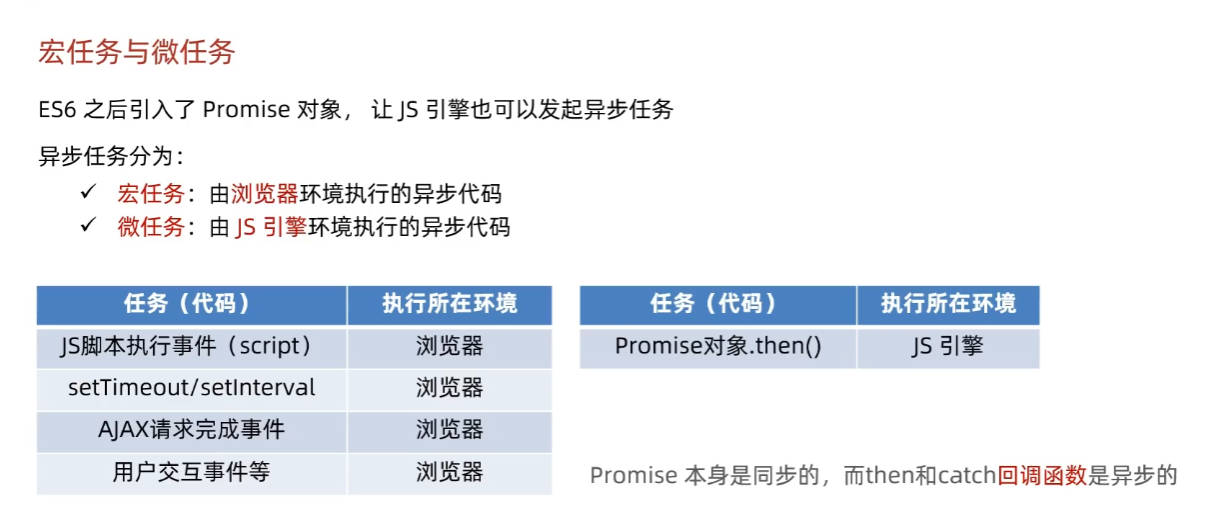 宏任务与微任务
ES6 之后引入了 Promise 对象， 让 JS 引擎也可以发起异步任务
异步任务分为：
✓ 宏任务：由浏览器环境执行的异步代码
✓ 微任务：由 JS 引擎环境执行的异步代码
任务（代码） 执行所在环境
JS脚本执行事件（script） 浏览器
setTimeout/setInterval 浏览器
AJAX请求完成事件 浏览器
用户交互事件等 浏览器
任务（代码） 执行所在环境
Promise对象.then() JS 引擎
Promise 本身是同步的，而then和catch回调函数是异步的